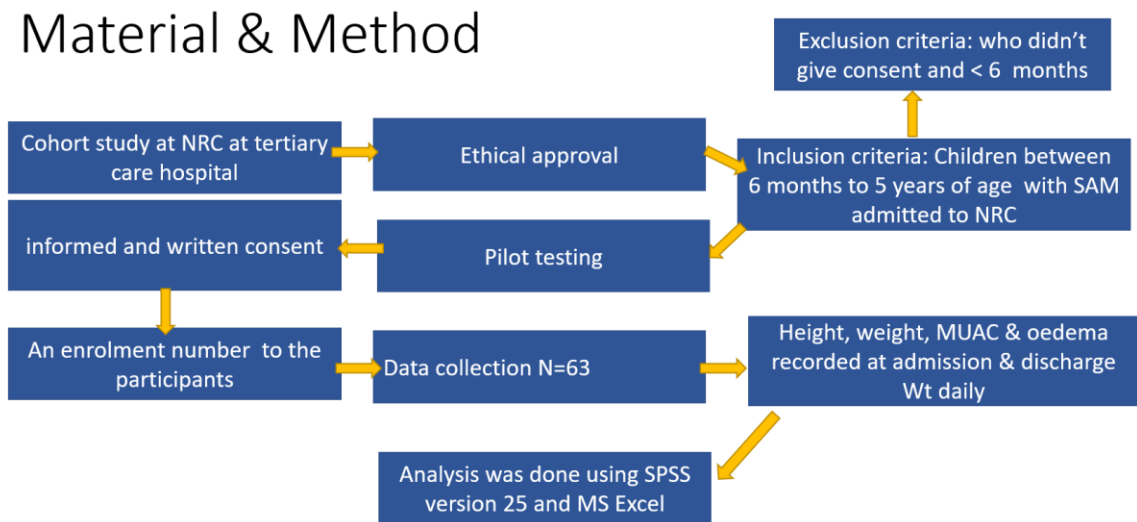 Material & Method
Exclusion criteria: who didn't
give consent and < 6 months
Cohort study at NRC at tertiary
care hospital
Ethical approval
Inclusion criteria: Children between
6 months to 5 years of age with SAM
admitted to NRC
Pilot testing
informed and written consent
An enrolment number to the
participants
Data collection N=63
Height, weight, MUAC & oedema
recorded at admission & discharge
Wt daily
Analysis was done using SPSS
version 25 and MS Excel